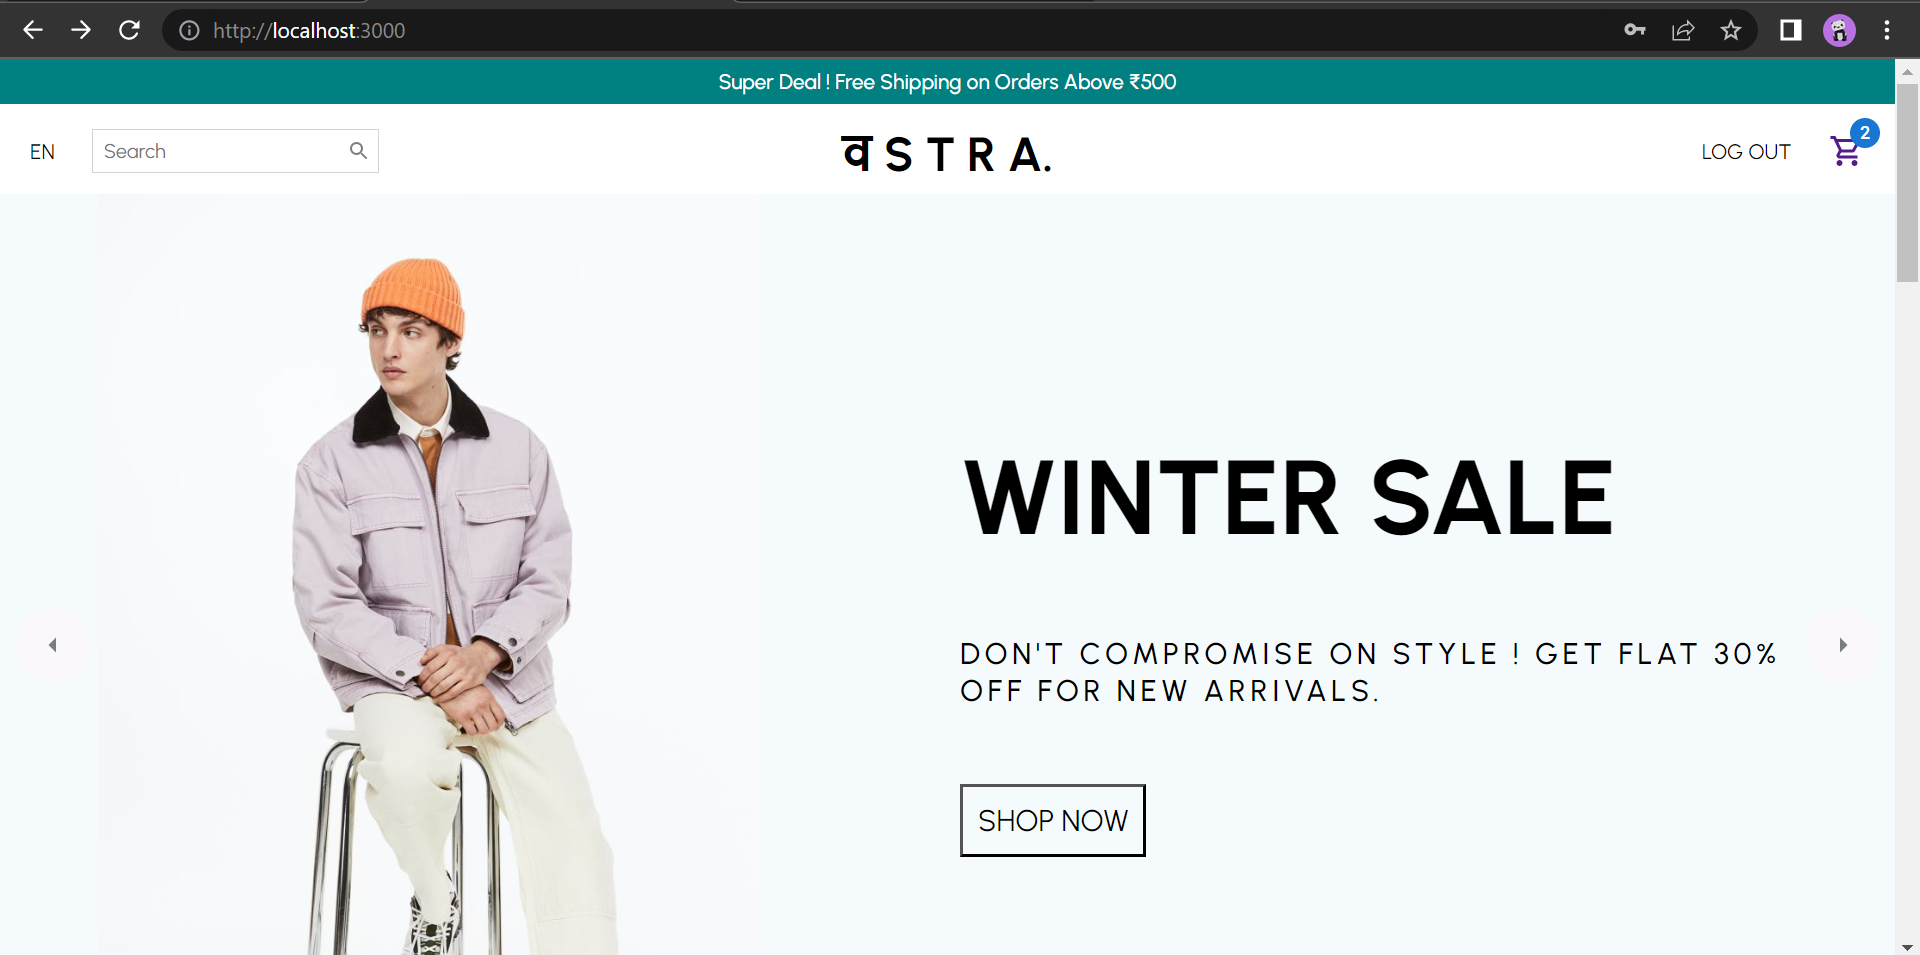 http://localhost:3000
Super Deal ! Free Shipping on Orders Above ₹500
EN
Search
वSTRA.
LOG OUT
2
WINTER SALE
DON'T COMPROMISE ON STYLE ! GET FLAT 30%
OFF FOR NEW ARRIVALS.
SHOP NOW